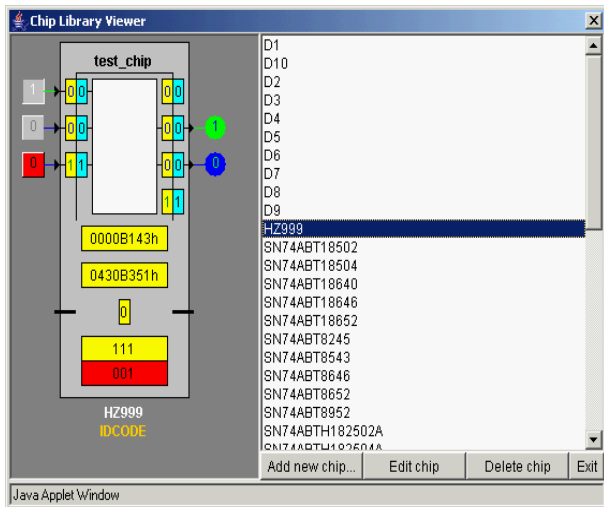 Chip Library Viewer
test_chip
1 0 0 0 0
0 0 0 0 0 1
0 1 1 0 0 0
1 1
0000B143h
0430B351h
0
111
001
HZ999
IDCODE
D1
D10
D2
D3
D4
D5
D6
D7
D8
D9
HZ999
SN74ABT18502
SN74ABT18504
SN74ABT18640
SN74ABT18646
SN74ABT18652
SN74ABT8245
SN74ABT8543
SN74ABT8646
SN74ABT8652
SN74ABT8952
SN74ABTH182502A
SN74ABTH182504A
Add new chip... Edit chip Delete chip Exit
Java Applet Window